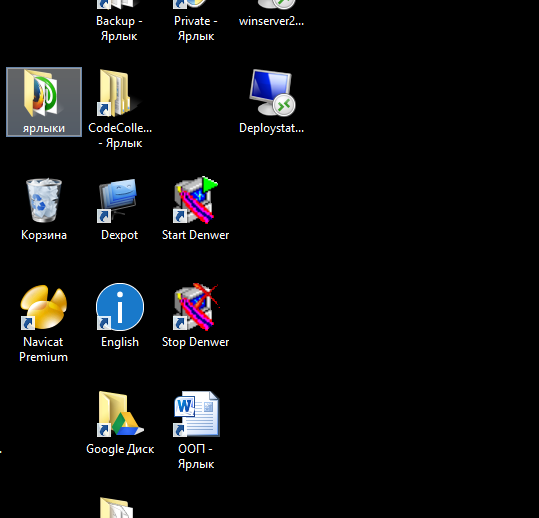 Backup -
Ярлык
Private -
Ярлык
winserver2...
ярлыки
CodeColle...
- Ярлык
Deploystat...
Корзина
Dexpot
Start Denwer
Navicat
Premium
English
Stop Denwer
Google Диск
ООП -
Ярлык